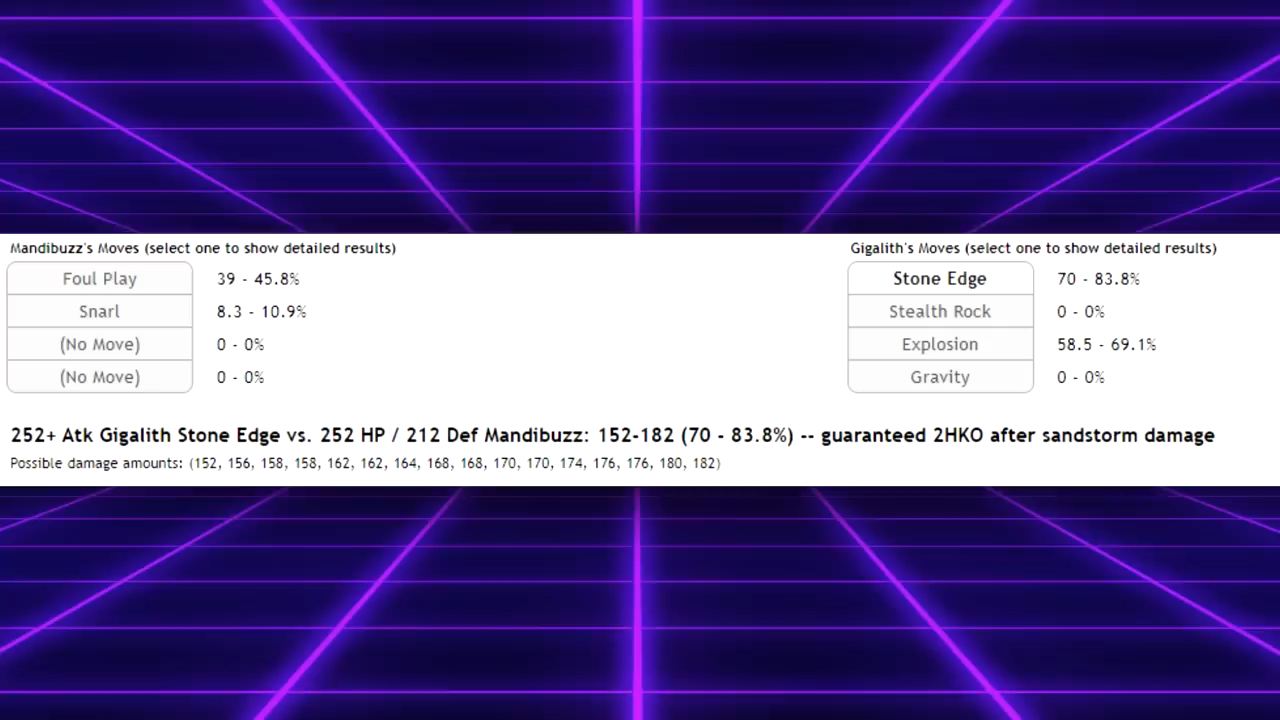 Mandibuzz's Moves (select one to show detailed results)
Foul Play 39 - 45.8%
Snarl 8.3 - 10.9%
(No Move) 0 - 0%
(No Move) 0 - 0%
Gigalith's Moves (select one to show detailed results)
Stone Edge 70 - 83.8%
Stealth Rock 0 - 0%
Explosion 58.5 - 69.1%
Gravity 0 - 0%
252+ Atk Gigalith Stone Edge vs. 252 HP / 212 Def Mandibuzz: 152-182 (70 - 83.8%) -- guaranteed 2HKO after sandstorm damage
Possible damage amounts: (152, 156, 158, 158, 162, 162, 164, 168, 168, 170, 170, 174, 176, 176, 180, 182)